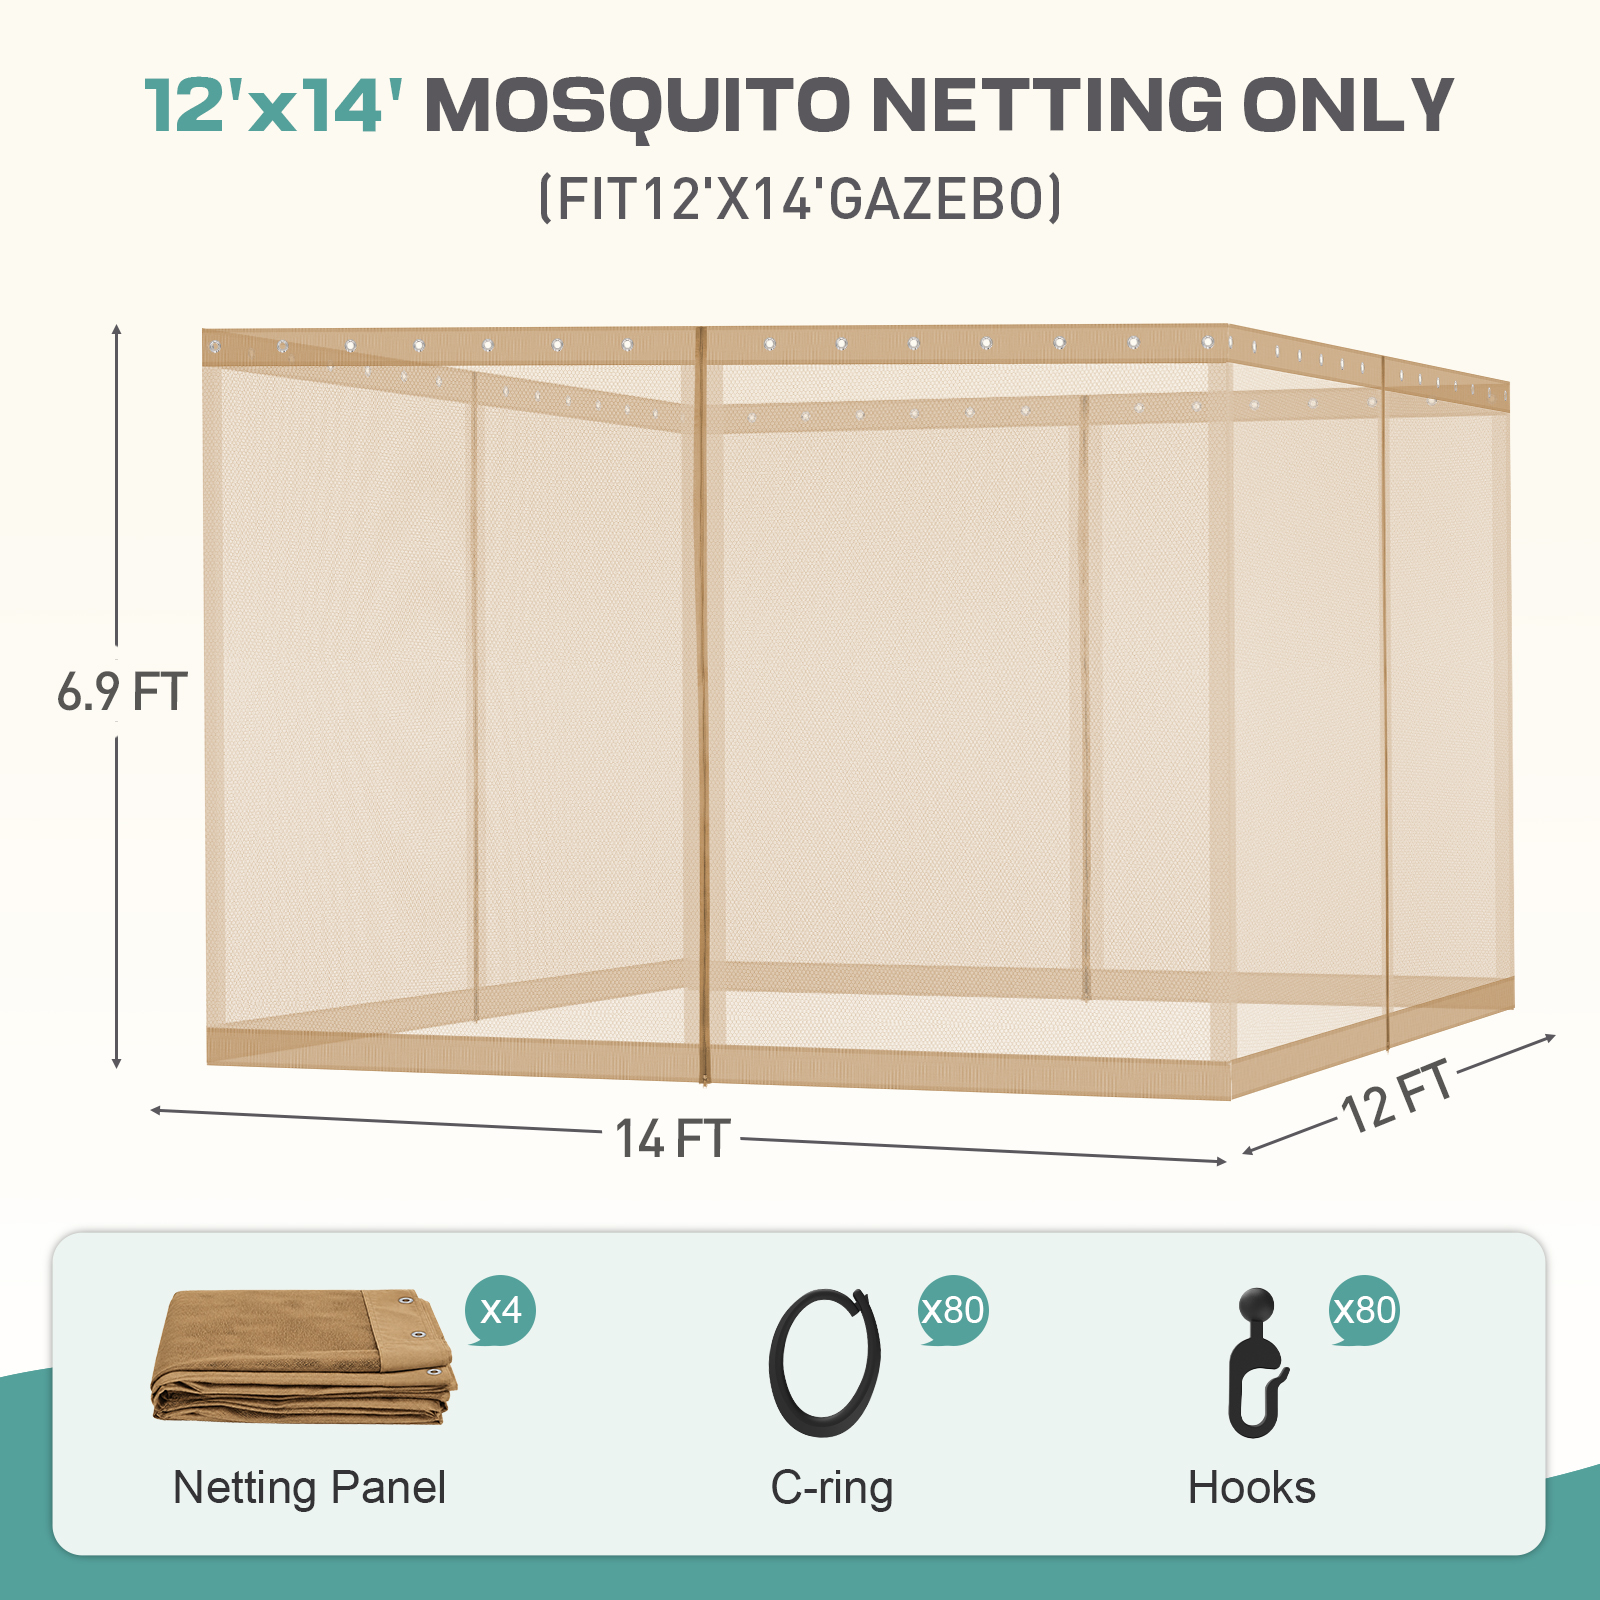 12'x14' MOSQUITO NETTING ONLY
(FIT12'X14'GAZEBO)
6.9 FT
14 FT
12 FT
x4
x80
x80
Netting Panel
C-ring
Hooks